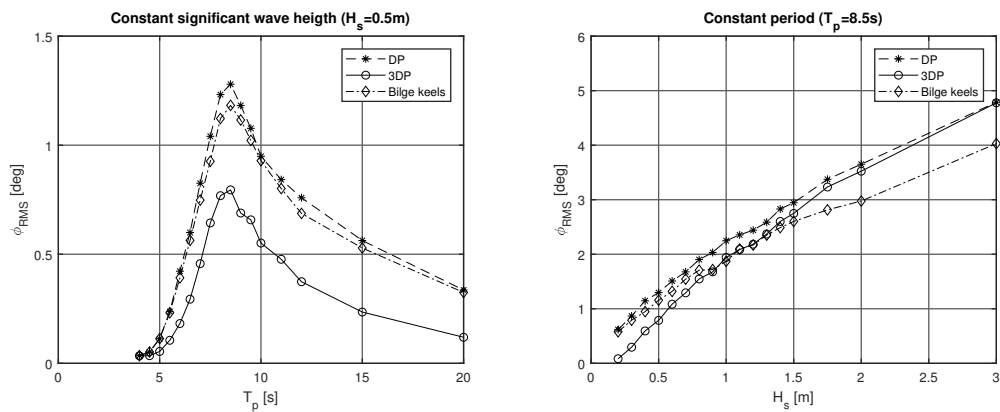 Constant significant wave heigth (H_s=0.5m)
1.5
1
0.5
0
φ_RMS [deg]
DP
3DP
Bilge keels
0
5
10
15
20
T_p [s]
Constant period (T_p=8.5s)
6
5
4
3
2
1
0
φ_RMS [deg]
DP
3DP
Bilge keels
0
0.5
1
1.5
2
2.5
3
H_s [m]